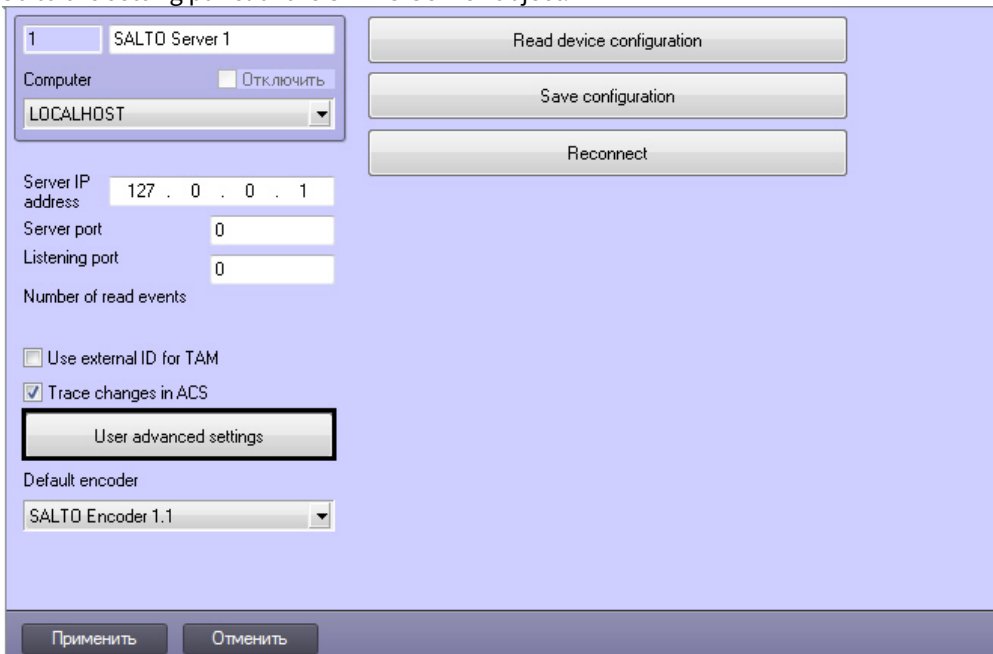 1 SALTO Server 1
Computer Отключить
LOCALHOST
Server IP address 127 . 0 . 0 . 1
Server port 0
Listening port 0
Number of read events
Use external ID for TAM
Trace changes in ACS
User advanced settings
Default encoder
SALTO Encoder 1.1
Read device configuration
Save configuration
Reconnect
Применить Отменить